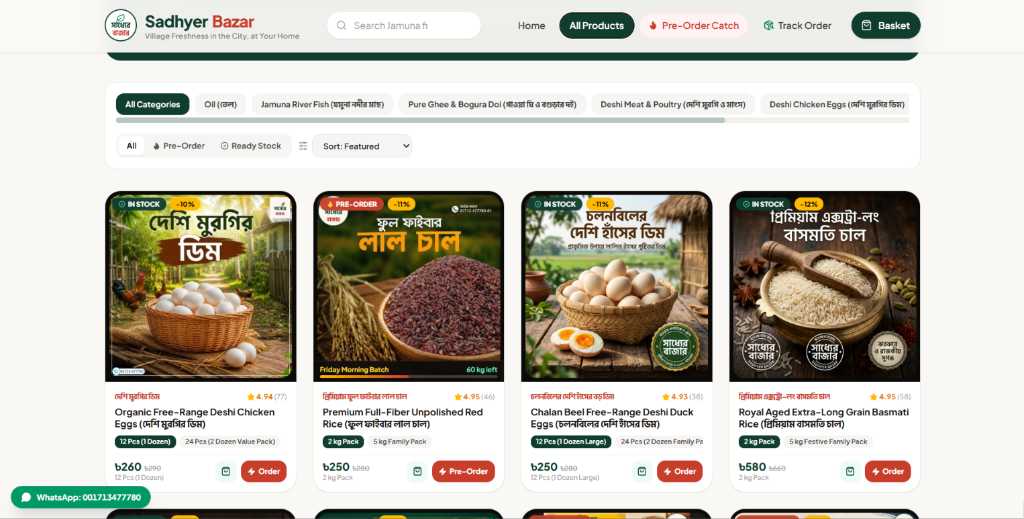 সাধ্যের
বাজার
Sadhyer Bazar
Village Freshness in the City, at Your Home
Search Jamuna fi
Home
All Products
Pre-Order Catch
Track Order
Basket
All Categories
Oil (তেল)
Jamuna River Fish (যমুনা নদীর মাছ)
Pure Ghee & Bogura Doi (গাওয়া ঘি ও বগুড়ার দই)
Deshi Meat & Poultry (দেশি মুরগি ও মাংস)
Deshi Chicken Eggs (দেশি মুরগির ডিম)
All
Pre-Order
Ready Stock
Sort: Featured
IN STOCK
-10%
দেশি মুরগির
ডিম
দেশি মুরগির ডিম
4.94 (77)
Organic Free-Range Deshi Chicken
Eggs (দেশি মুরগির ডিম)
12 Pcs (1 Dozen)
24 Pcs (2 Dozen Value Pack)
৳260 ৳290
12 Pcs (1 Dozen)
Order
PRE-ORDER
-11%
ফুল ফাইবার
লাল চাল
Friday Morning Batch
60 kg left
প্রিমিয়াম ফুল ফাইবার লাল চাল
4.95 (46)
Premium Full-Fiber Unpolished Red
Rice (ফুল ফাইবার লাল চাল)
2 kg Pack
5 kg Family Pack
৳250 ৳280
2 kg Pack
Pre-Order
IN STOCK
-11%
চলনবিলের
দেশি হাঁসের ডিম
প্রাকৃতিক উপায়ে লালিত হাঁসের পুষ্টিকর ডিম
সাধ্যের
বাজার
চলনবিলের দেশি হাঁসের বড় ডিম
4.93 (38)
Chalan Beel Free-Range Deshi Duck
Eggs (চলনবিলের দেশি হাঁসের ডিম)
12 Pcs (1 Dozen Large)
24 Pcs (2 Dozen Family Pa
৳250 ৳280
12 Pcs (1 Dozen Large)
Order
IN STOCK
-12%
প্রিমিয়াম এক্সট্রা-লং
বাসমতি চাল
সাধ্যের
বাজার
সাধ্যের
বাজার
প্রিমিয়াম এক্সট্রা-লং বাসমতি চাল
4.95 (58)
Royal Aged Extra-Long Grain Basmati
Rice (প্রিমিয়াম বাসমতি চাল)
2 kg Pack
5 kg Festive Family Pack
৳580 ৳660
2 kg Pack
Order
WhatsApp: 001713477780